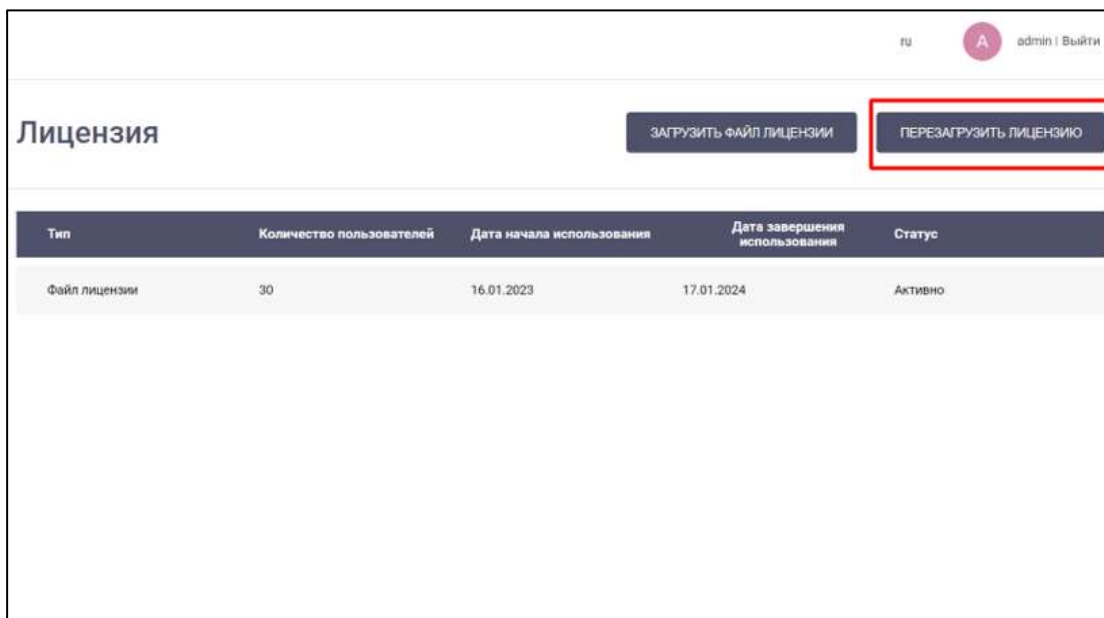 ru A admin | Выйти
Лицензия ЗАГРУЗИТЬ ФАЙЛ ЛИЦЕНЗИИ ПЕРЕЗАГРУЗИТЬ ЛИЦЕНЗИЮ
Тип Количество пользователей Дата начала использования Дата завершения использования Статус
Файл лицензии 30 16.01.2023 17.01.2024 Активно